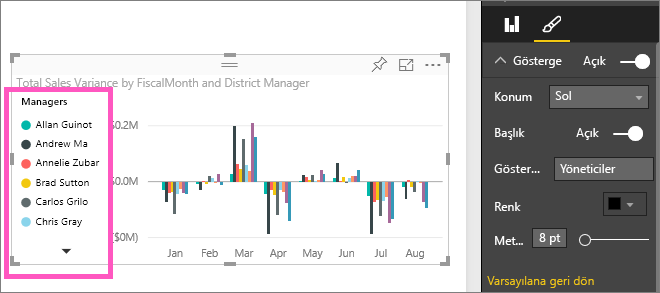 Total Sales Variance by FiscalMonth and District Manager
Managers
Allan Guinot
Andrew Ma
Annelie Zubar
Brad Sutton
Carlos Grilo
Chris Gray
$0.2M
$0.0M
($0M)
Jan Feb Mar Apr May Jun Jul Aug
Gösterge Açık
Konum Sol
Başlık Açık
Göster... Yöneticiler
Renk
Met... 8 pt
Varsayılana geri dön